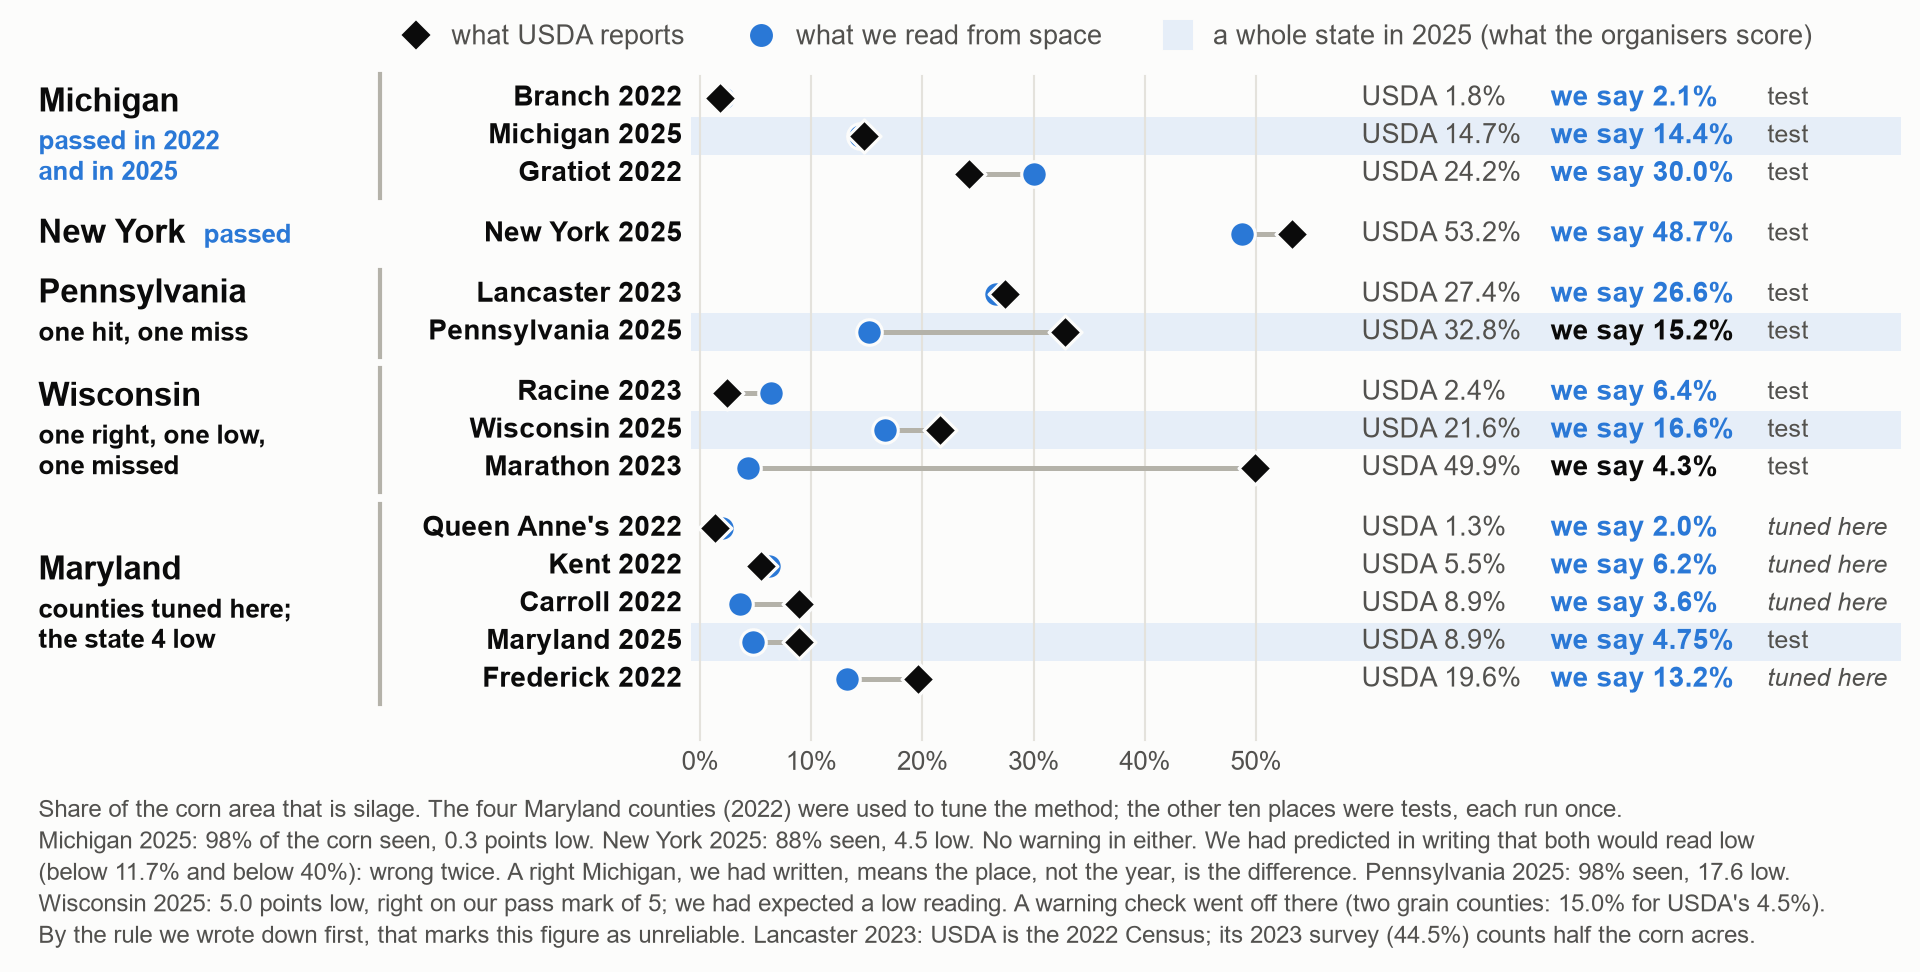 what USDA reports
what we read from space
a whole state in 2025 (what the organisers score)
Michigan
passed in 2022
and in 2025
Branch 2022 USDA 1.8% we say 2.1% test
Michigan 2025 USDA 14.7% we say 14.4% test
Gratiot 2022 USDA 24.2% we say 30.0% test
New York passed
New York 2025 USDA 53.2% we say 48.7% test
Pennsylvania
one hit, one miss
Lancaster 2023 USDA 27.4% we say 26.6% test
Pennsylvania 2025 USDA 32.8% we say 15.2% test
Wisconsin
one right, one low,
one missed
Racine 2023 USDA 2.4% we say 6.4% test
Wisconsin 2025 USDA 21.6% we say 16.6% test
Marathon 2023 USDA 49.9% we say 4.3% test
Maryland
counties tuned here;
the state 4 low
Queen Anne's 2022 USDA 1.3% we say 2.0% tuned here
Kent 2022 USDA 5.5% we say 6.2% tuned here
Carroll 2022 USDA 8.9% we say 3.6% tuned here
Maryland 2025 USDA 8.9% we say 4.75% test
Frederick 2022 USDA 19.6% we say 13.2% tuned here
0% 10% 20% 30% 40% 50%
Share of the corn area that is silage. The four Maryland counties (2022) were used to tune the method; the other ten places were tests, each run once.
Michigan 2025: 98% of the corn seen, 0.3 points low. New York 2025: 88% seen, 4.5 low. No warning in either. We had predicted in writing that both would read low
(below 11.7% and below 40%): wrong twice. A right Michigan, we had written, means the place, not the year, is the difference. Pennsylvania 2025: 98% seen, 17.6 low.
Wisconsin 2025: 5.0 points low, right on our pass mark of 5; we had expected a low reading. A warning check went off there (two grain counties: 15.0% for USDA's 4.5%).
By the rule we wrote down first, that marks this figure as unreliable. Lancaster 2023: USDA is the 2022 Census; its 2023 survey (44.5%) counts half the corn acres.